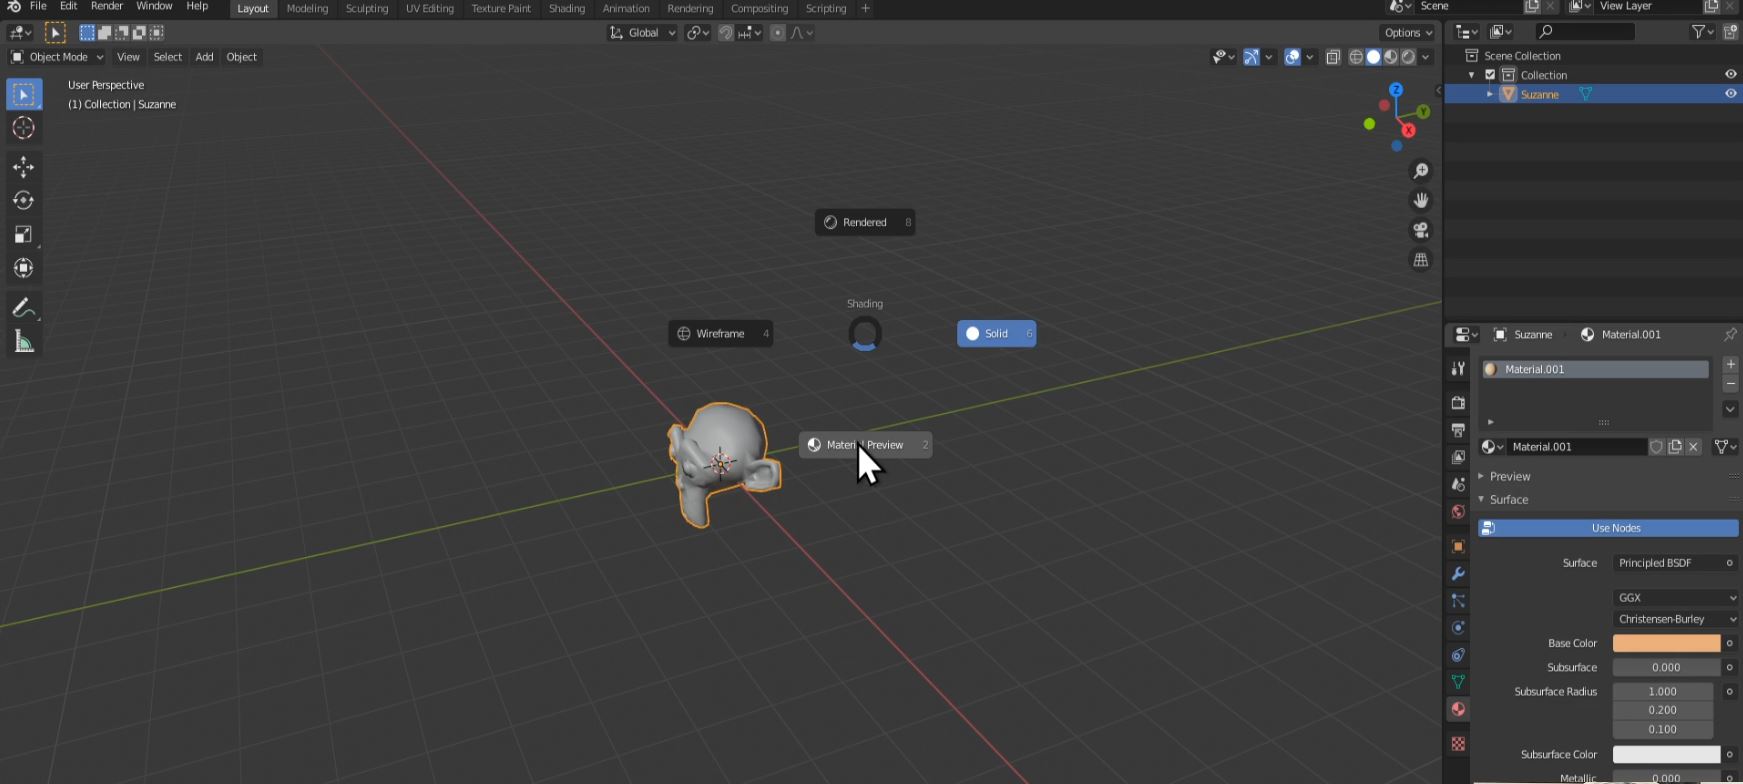 File Edit Render Window Help Layout Modeling Sculpting UV Editing Texture Paint Shading Animation Rendering Compositing Scripting + Scene View Layer
Global Options
Object Mode View Select Add Object
User Perspective
(1) Collection | Suzanne
Z
Y
X
Rendered 8
Shading
Wireframe 4
Solid 6
Material Preview 2
Scene Collection
Collection
Suzanne
Suzanne Material.001
Material.001
Material.001
Preview
Surface
Use Nodes
Surface Principled BSDF
GGX
Christensen-Burley
Base Color
Subsurface 0.000
Subsurface Radius 1.000
0.200
0.100
Subsurface Color
Metallic 0.000